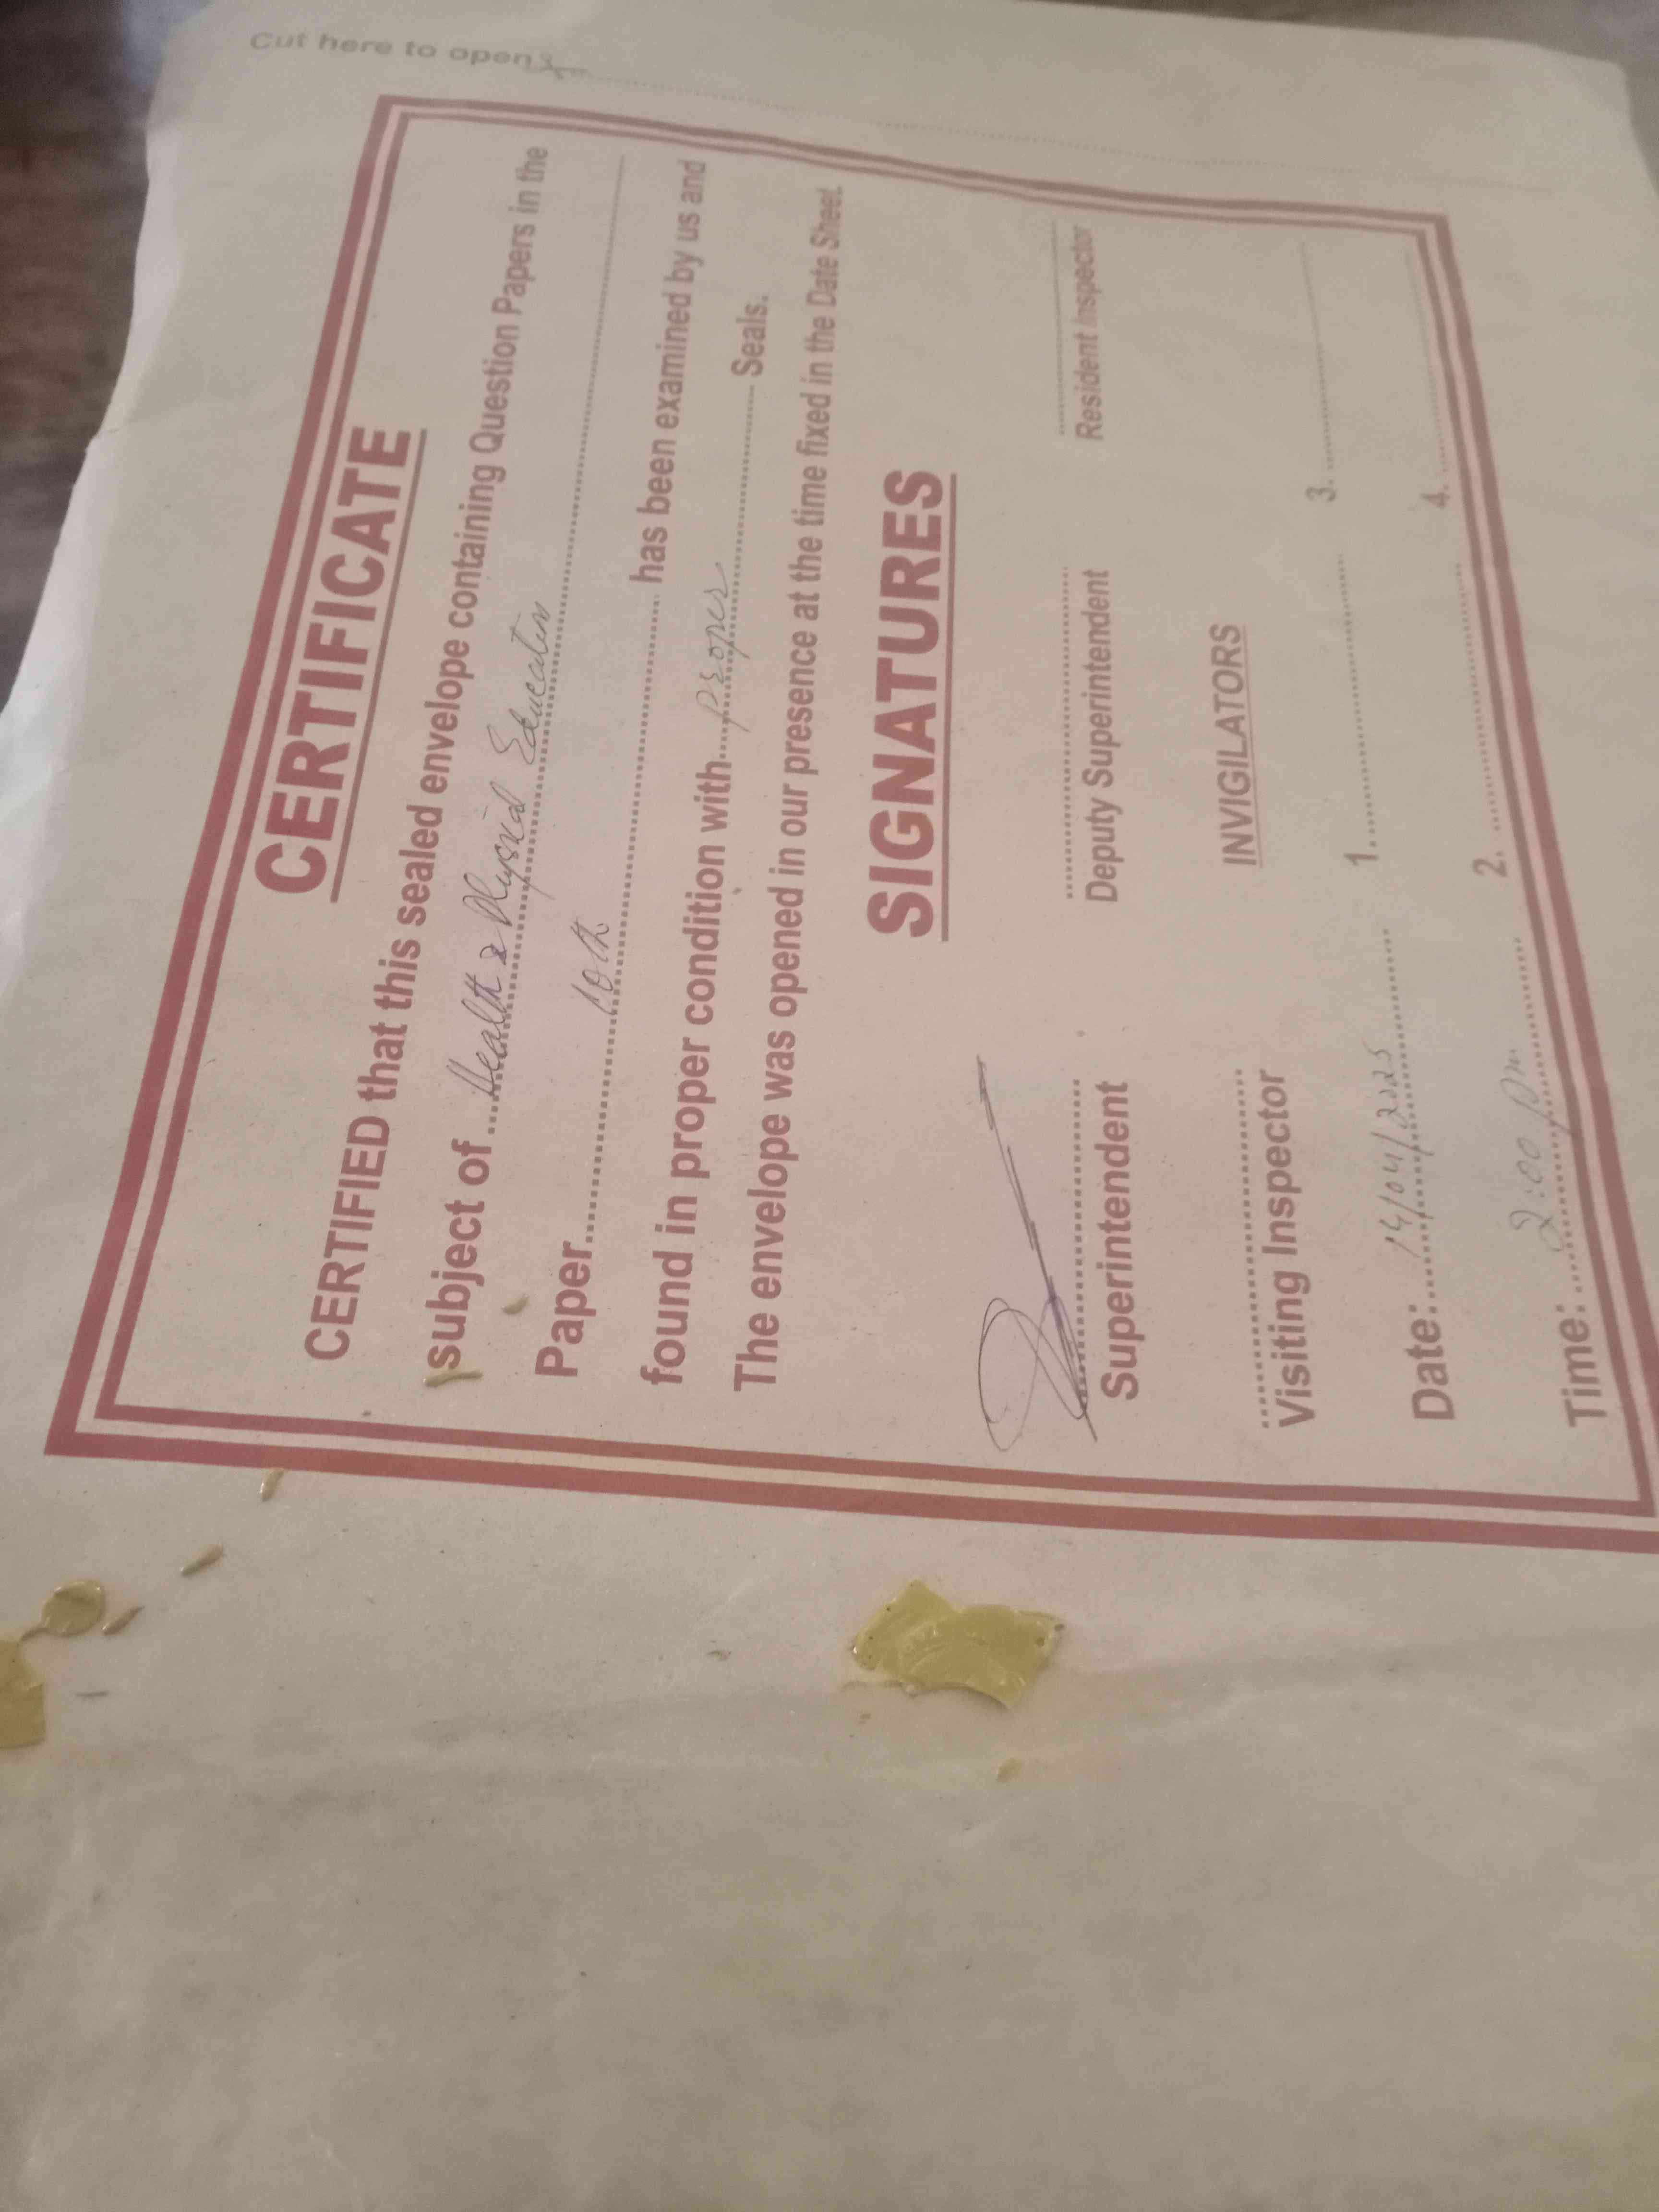 Cut here to open
CERTIFICATE
CERTIFIED that this sealed envelope containing Question Papers in the
subject of ....Health & Physical Education....
Paper....10th.... has been examined by us and
found in proper condition with....proper.... Seals.
The envelope was opened in our presence at the time fixed in the Date Sheet.
SIGNATURES
Superintendent Deputy Superintendent Resident Inspector
Visiting Inspector INVIGILATORS
Date:....14/04/2025.... 1............ 3............
Time:....2:00 pm.... 2............ 4............